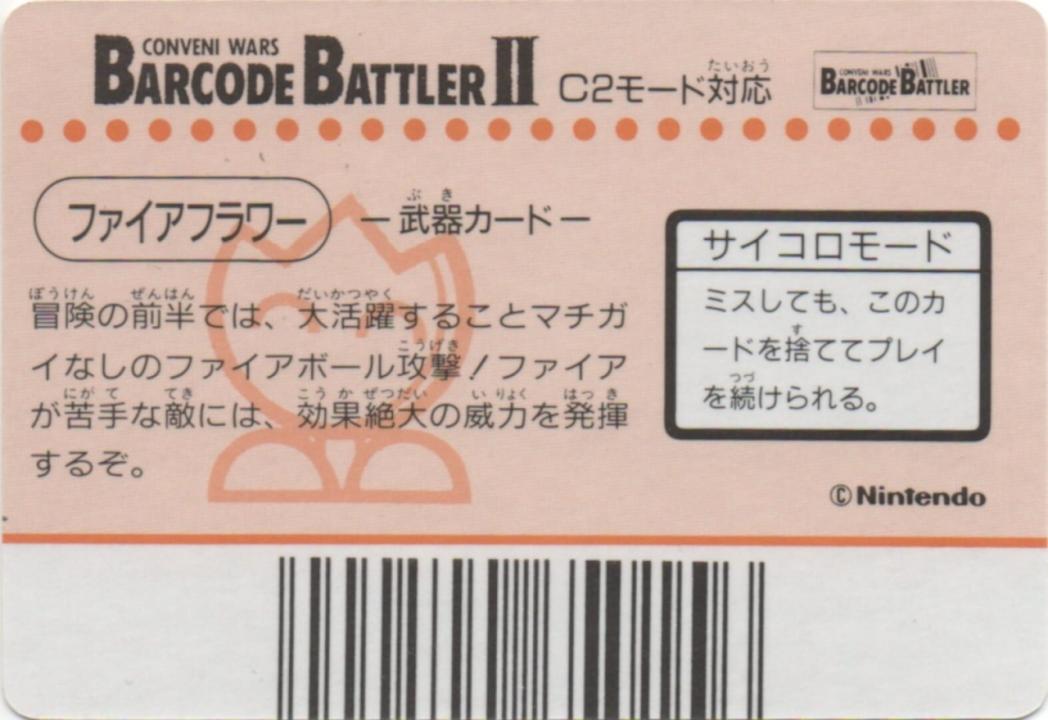 CONVENI WARS
BARCODE BATTLER II C2モード対応
たいおう
CONVENI WARS
BARCODE BATTLER
ファイアフラワー
ぶき
ー武器カードー
ぼうけん ぜんはん だいかつやく
冒険の前半では、大活躍することマチガ
こうげき
イなしのファイアボール攻撃！ファイア
にがて てき こうかぜつだい いりょく はっき
が苦手な敵には、効果絶大の威力を発揮
するぞ。
サイコロモード
ミスしても、このカ
す
ードを捨ててプレイ
つづ
を続けられる。
©Nintendo